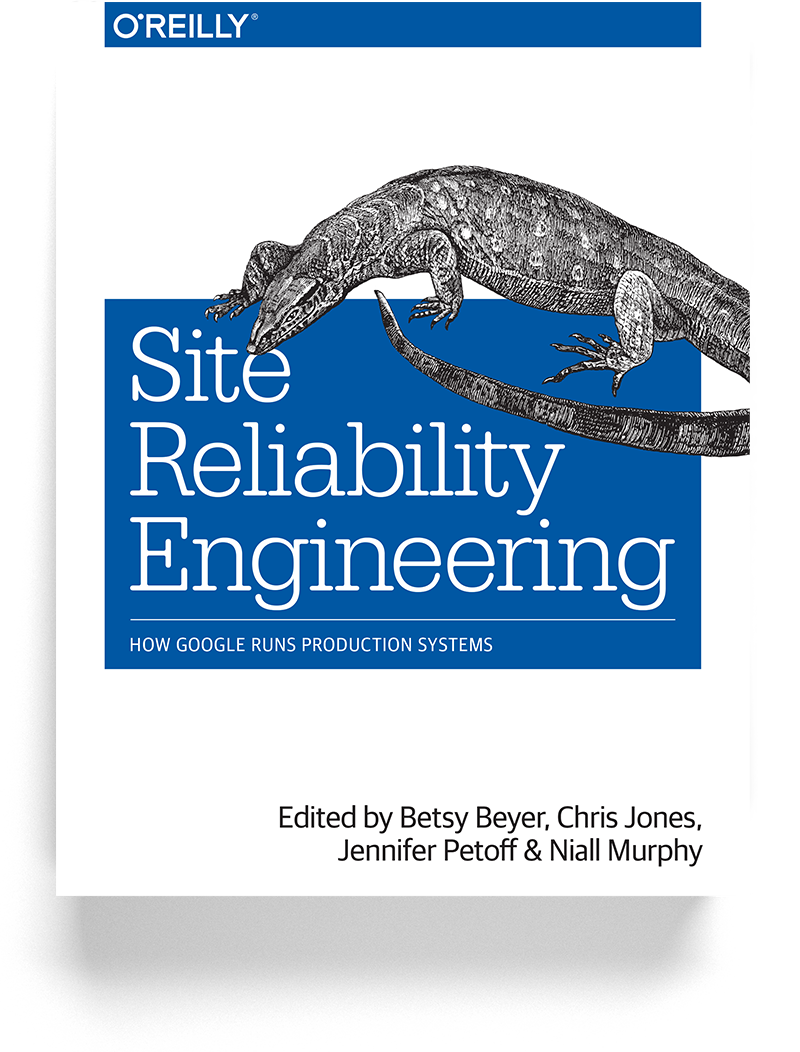 O'REILLY®
Site
Reliability
Engineering
HOW GOOGLE RUNS PRODUCTION SYSTEMS
Edited by Betsy Beyer, Chris Jones,
Jennifer Petoff & Niall Murphy